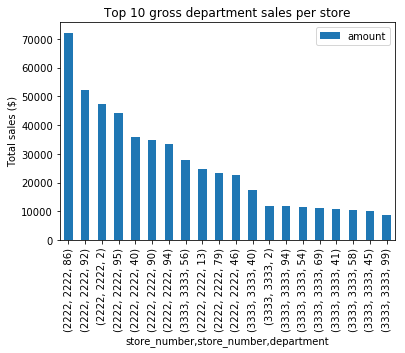 Top 10 gross department sales per store
amount
Total sales ($)
70000
60000
50000
40000
30000
20000
10000
0
(2222, 2222, 86)
(2222, 2222, 92)
(2222, 2222, 2)
(2222, 2222, 95)
(2222, 2222, 40)
(2222, 2222, 90)
(2222, 2222, 94)
(3333, 3333, 56)
(2222, 2222, 13)
(2222, 2222, 79)
(2222, 2222, 46)
(3333, 3333, 40)
(3333, 3333, 2)
(3333, 3333, 94)
(3333, 3333, 54)
(3333, 3333, 69)
(3333, 3333, 41)
(3333, 3333, 58)
(3333, 3333, 45)
(3333, 3333, 99)
store_number,store_number,department